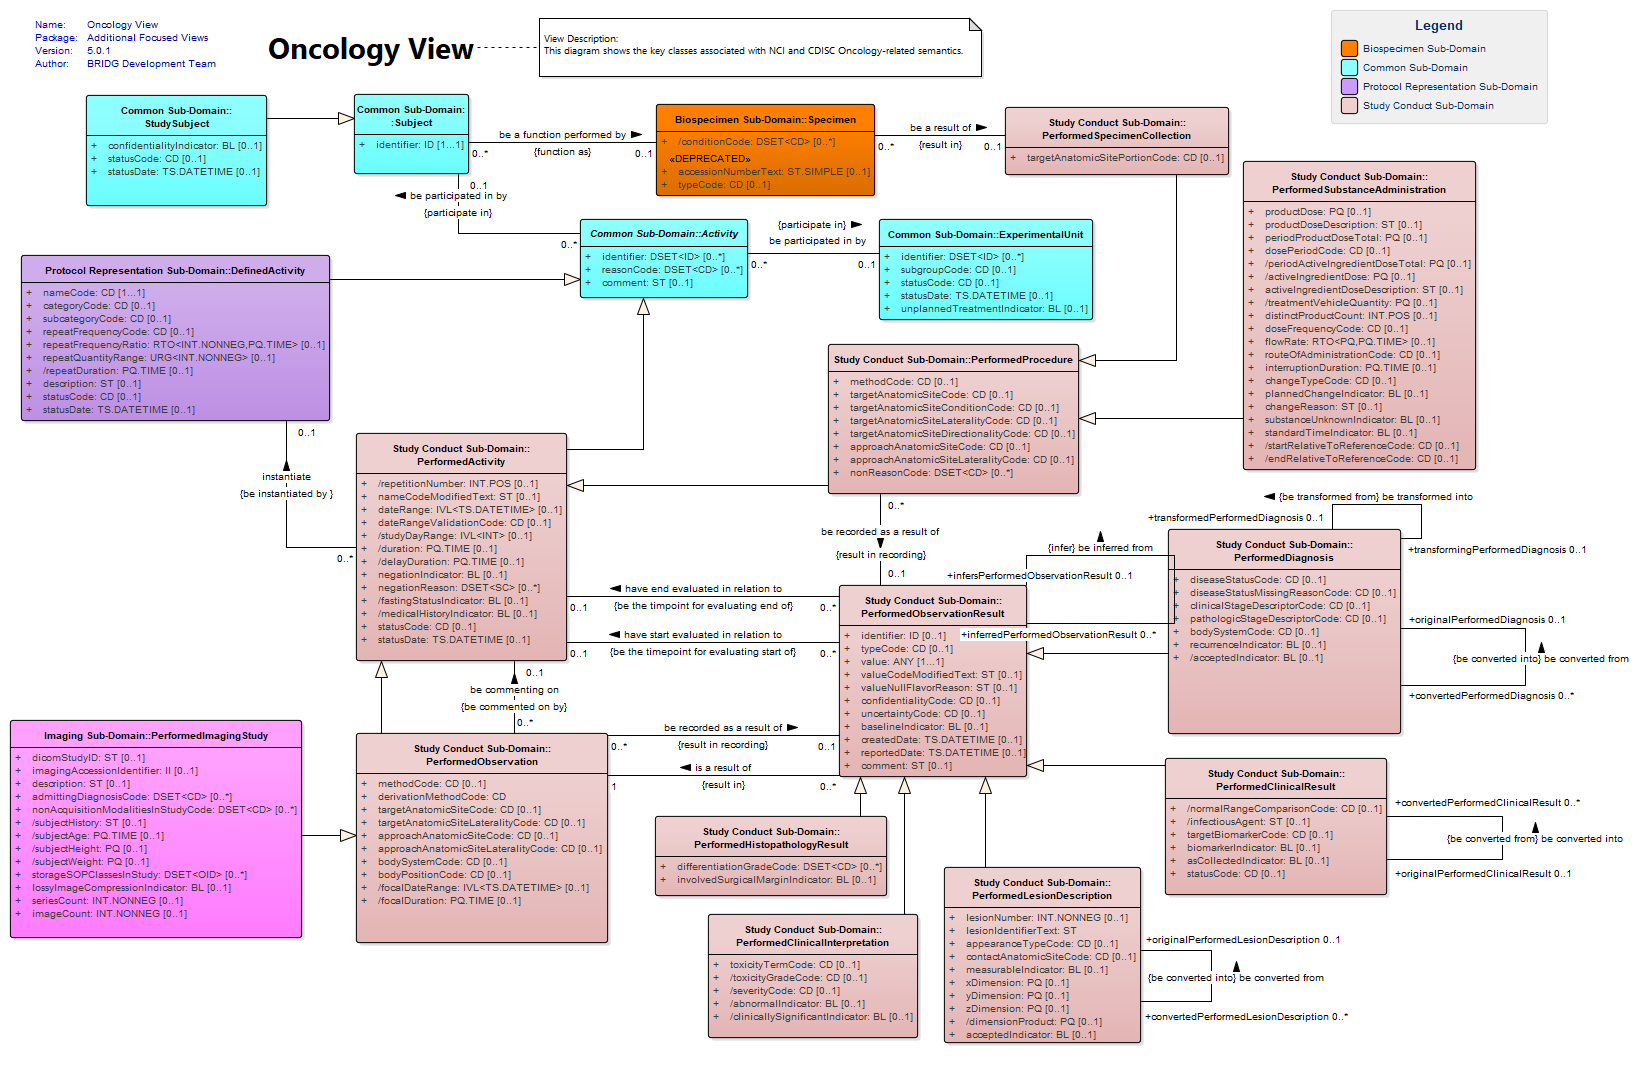 Name: Oncology View
Package: Additional Focused Views
Version: 5.0.1
Author: BRIDG Development Team
Oncology View
View Description:
This diagram shows the key classes associated with NCI and CDISC Oncology-related semantics.
Legend
Biospecimen Sub-Domain
Common Sub-Domain
Protocol Representation Sub-Domain
Study Conduct Sub-Domain
Common Sub-Domain::
StudySubject
+ confidentialityIndicator: BL [0..1]
+ statusCode: CD [0..1]
+ statusDate: TS.DATETIME [0..1]
Common Sub-Domain:
:Subject
+ identifier: ID [1...1]
be a function performed by
{function as}
0..*
0..1
Biospecimen Sub-Domain::Specimen
+ /conditionCode: DSET<CD> [0..*]
«DEPRECATED»
+ accessionNumberText: ST.SIMPLE [0..1]
+ typeCode: CD [0..1]
be a result of
{result in}
0..*
0..1
Study Conduct Sub-Domain::
PerformedSpecimenCollection
+ targetAnatomicSitePortionCode: CD [0..1]
0..1
be participated in by
{participate in}
0..*
Common Sub-Domain::Activity
+ identifier: DSET<ID> [0..*]
+ reasonCode: DSET<CD> [0..*]
+ comment: ST [0..1]
{participate in}
be participated in by
0..*
0..1
Common Sub-Domain::ExperimentalUnit
+ identifier: DSET<ID> [0..*]
+ subgroupCode: CD [0..1]
+ statusCode: CD [0..1]
+ statusDate: TS.DATETIME [0..1]
+ unplannedTreatmentIndicator: BL [0..1]
Study Conduct Sub-Domain::
PerformedSubstanceAdministration
+ productDose: PQ [0..1]
+ productDoseDescription: ST [0..1]
+ periodProductDoseTotal: PQ [0..1]
+ dosePeriodCode: CD [0..1]
+ /periodActiveIngredientDoseTotal: PQ [0..1]
+ /activeIngredientDose: PQ [0..1]
+ activeIngredientDoseDescription: ST [0..1]
+ /treatmentVehicleQuantity: PQ [0..1]
+ distinctProductCount: INT.POS [0..1]
+ doseFrequencyCode: CD [0..1]
+ flowRate: RTO<PQ,PQ.TIME> [0..1]
+ routeOfAdministrationCode: CD [0..1]
+ interruptionDuration: PQ.TIME [0..1]
+ changeTypeCode: CD [0..1]
+ plannedChangeIndicator: BL [0..1]
+ changeReason: ST [0..1]
+ substanceUnknownIndicator: BL [0..1]
+ standardTimeIndicator: BL [0..1]
+ /startRelativeToReferenceCode: CD [0..1]
+ /endRelativeToReferenceCode: CD [0..1]
Protocol Representation Sub-Domain::DefinedActivity
+ nameCode: CD [1...1]
+ categoryCode: CD [0..1]
+ subcategoryCode: CD [0..1]
+ repeatFrequencyCode: CD [0..1]
+ repeatFrequencyRatio: RTO<INT.NONNEG,PQ.TIME> [0..1]
+ repeatQuantityRange: URG<INT.NONNEG> [0..1]
+ /repeatDuration: PQ.TIME [0..1]
+ description: ST [0..1]
+ statusCode: CD [0..1]
+ statusDate: TS.DATETIME [0..1]
0..1
instantiate
{be instantiated by }
0..*
Study Conduct Sub-Domain::PerformedProcedure
+ methodCode: CD [0..1]
+ targetAnatomicSiteCode: CD [0..1]
+ targetAnatomicSiteConditionCode: CD [0..1]
+ targetAnatomicSiteLateralityCode: CD [0..1]
+ targetAnatomicSiteDirectionalityCode: CD [0..1]
+ approachAnatomicSiteCode: CD [0..1]
+ approachAnatomicSiteLateralityCode: CD [0..1]
+ nonReasonCode: DSET<CD> [0..*]
0..*
be recorded as a result of
{result in recording}
0..1
Study Conduct Sub-Domain::
PerformedActivity
+ /repetitionNumber: INT.POS [0..1]
+ nameCodeModifiedText: ST [0..1]
+ dateRange: IVL<TS.DATETIME> [0..1]
+ dateRangeValidationCode: CD [0..1]
+ /studyDayRange: IVL<INT> [0..1]
+ /duration: PQ.TIME [0..1]
+ /delayDuration: PQ.TIME [0..1]
+ negationIndicator: BL [0..1]
+ negationReason: DSET<SC> [0..*]
+ /fastingStatusIndicator: BL [0..1]
+ /medicalHistoryIndicator: BL [0..1]
+ statusCode: CD [0..1]
+ statusDate: TS.DATETIME [0..1]
have end evaluated in relation to
0..1
{be the timpoint for evaluating end of}
0..*
have start evaluated in relation to
0..1
{be the timepoint for evaluating start of}
0..*
Study Conduct Sub-Domain::
PerformedObservationResult
+ identifier: ID [0..1]
+ typeCode: CD [0..1]
+ value: ANY [1...1]
+ valueCodeModifiedText: ST [0..1]
+ valueNullFlavorReason: ST [0..1]
+ confidentialityCode: CD [0..1]
+ uncertaintyCode: CD [0..1]
+ baselineIndicator: BL [0..1]
+ createdDate: TS.DATETIME [0..1]
+ reportedDate: TS.DATETIME [0..1]
+ comment: ST [0..1]
{infer} be inferred from
+infersPerformedObservationResult 0..1
+inferredPerformedObservationResult 0..*
{be transformed from} be transformed into
+transformedPerformedDiagnosis 0..1
+transformingPerformedDiagnosis 0..1
Study Conduct Sub-Domain::
PerformedDiagnosis
+ diseaseStatusCode: CD [0..1]
+ diseaseStatusMissingReasonCode: CD [0..1]
+ clinicalStageDescriptorCode: CD [0..1]
+ pathologicStageDescriptorCode: CD [0..1]
+ bodySystemCode: CD [0..1]
+ recurrenceIndicator: BL [0..1]
+ /acceptedIndicator: BL [0..1]
+originalPerformedDiagnosis 0..1
{be converted into} be converted from
+convertedPerformedDiagnosis 0..*
0..1
be commenting on
{be commented on by}
0..*
Imaging Sub-Domain::PerformedImagingStudy
+ dicomStudyID: ST [0..1]
+ imagingAccessionIdentifier: II [0..1]
+ description: ST [0..1]
+ admittingDiagnosisCode: DSET<CD> [0..*]
+ nonAcquisitionModalitiesInStudyCode: DSET<CD> [0..*]
+ /subjectHistory: ST [0..1]
+ /subjectAge: PQ.TIME [0..1]
+ /subjectHeight: PQ [0..1]
+ /subjectWeight: PQ [0..1]
+ storageSOPClassesInStudy: DSET<OID> [0..*]
+ lossyImageCompressionIndicator: BL [0..1]
+ seriesCount: INT.NONNEG [0..1]
+ imageCount: INT.NONNEG [0..1]
Study Conduct Sub-Domain::
PerformedObservation
+ methodCode: CD [0..1]
+ derivationMethodCode: CD
+ targetAnatomicSiteCode: CD [0..1]
+ targetAnatomicSiteLateralityCode: CD [0..1]
+ approachAnatomicSiteCode: CD [0..1]
+ approachAnatomicSiteLateralityCode: CD [0..1]
+ bodySystemCode: CD [0..1]
+ bodyPositionCode: CD [0..1]
+ /focalDateRange: IVL<TS.DATETIME> [0..1]
+ /focalDuration: PQ.TIME [0..1]
be recorded as a result of
0..*
{result in recording}
0..1
is a result of
1
{result in}
0..*
Study Conduct Sub-Domain::
PerformedHistopathologyResult
+ differentiationGradeCode: DSET<CD> [0..*]
+ involvedSurgicalMarginIndicator: BL [0..1]
Study Conduct Sub-Domain::
PerformedClinicalInterpretation
+ toxicityTermCode: CD [0..1]
+ /toxicityGradeCode: CD [0..1]
+ /severityCode: CD [0..1]
+ /abnormalIndicator: BL [0..1]
+ /clinicallySignificantIndicator: BL [0..1]
Study Conduct Sub-Domain::
PerformedLesionDescription
+ lesionNumber: INT.NONNEG [0..1]
+ lesionIdentifierText: ST
+ appearanceTypeCode: CD [0..1]
+ contactAnatomicSiteCode: CD [0..1]
+ measurableIndicator: BL [0..1]
+ xDimension: PQ [0..1]
+ yDimension: PQ [0..1]
+ zDimension: PQ [0..1]
+ /dimensionProduct: PQ [0..1]
+ acceptedIndicator: BL [0..1]
+originalPerformedLesionDescription 0..1
{be converted into} be converted from
+convertedPerformedLesionDescription 0..*
Study Conduct Sub-Domain::
PerformedClinicalResult
+ /normalRangeComparisonCode: CD [0..1]
+ /infectiousAgent: ST [0..1]
+ targetBiomarkerCode: CD [0..1]
+ biomarkerIndicator: BL [0..1]
+ asCollectedIndicator: BL [0..1]
+ statusCode: CD [0..1]
+convertedPerformedClinicalResult 0..*
{be converted from} be converted into
+originalPerformedClinicalResult 0..1